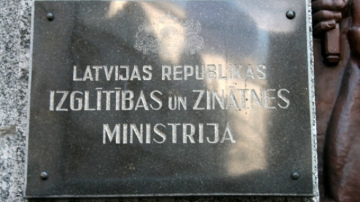 LATVIJAS REPUBLIKAS
IZGLĪTĪBAS UN ZINĀTNES
MINISTRIJA